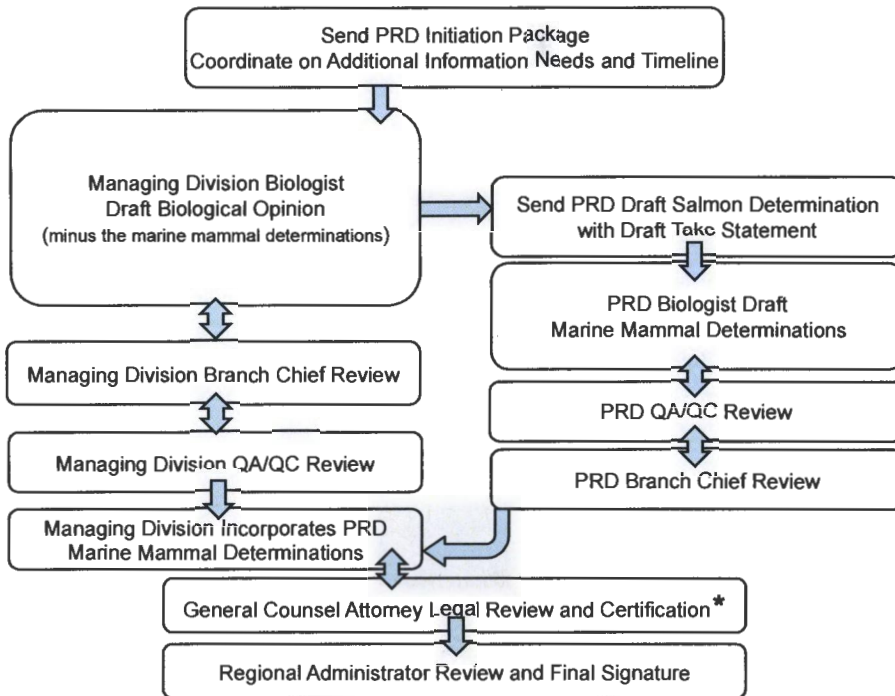 Send PRD Initiation Package
Coordinate on Additional Information Needs and Timeline
Managing Division Biologist
Draft Biological Opinion
(minus the marine mammal determinations)
Send PRD Draft Salmon Determination
with Draft Take Statement
PRD Biologist Draft
Marine Mammal Determinations
Managing Division Branch Chief Review
PRD QA/QC Review
Managing Division QA/QC Review
PRD Branch Chief Review
Managing Division Incorporates PRD
Marine Mammal Determinations
General Counsel Attorney Legal Review and Certification*
Regional Administrator Review and Final Signature